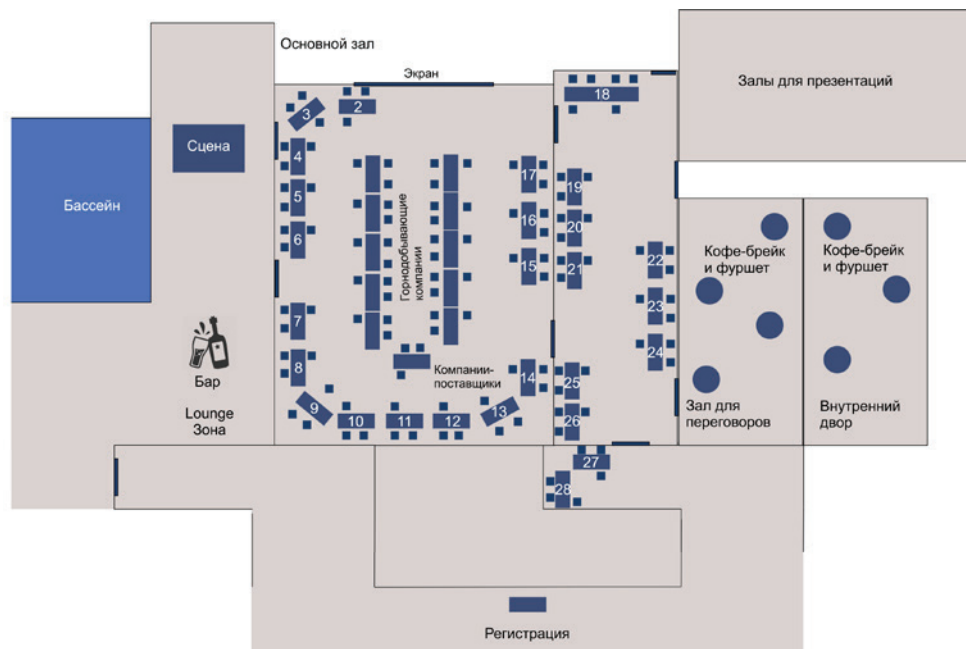 Основной зал
Экран
Залы для презентаций
Сцена
Бассейн
2
3
4
5
6
7
8
9
10
11
12
13
14
15
16
17
18
19
20
21
22
23
24
25
26
27
28
Горнодобывающие
компании
Компании-
поставщики
Кофе-брейк
и фуршет
Кофе-брейк
и фуршет
Бар
Lounge
Зона
Зал для
переговоров
Внутренний
двор
Регистрация